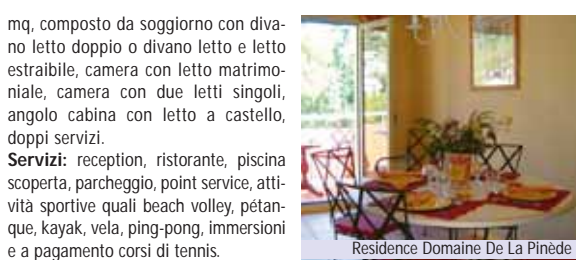 mq, composto da soggiorno con diva-
no letto doppio o divano letto e letto
estraibile, camera con letto matrimo-
niale, camera con due letti singoli,
angolo cabina con letto a castello,
doppi servizi.
Servizi: reception, ristorante, piscina
scoperta, parcheggio, point service, atti-
vità sportive quali beach volley, pétan-
que, kayak, vela, ping-pong, immersioni
e a pagamento corsi di tennis.
Residence Domaine De La Pinède